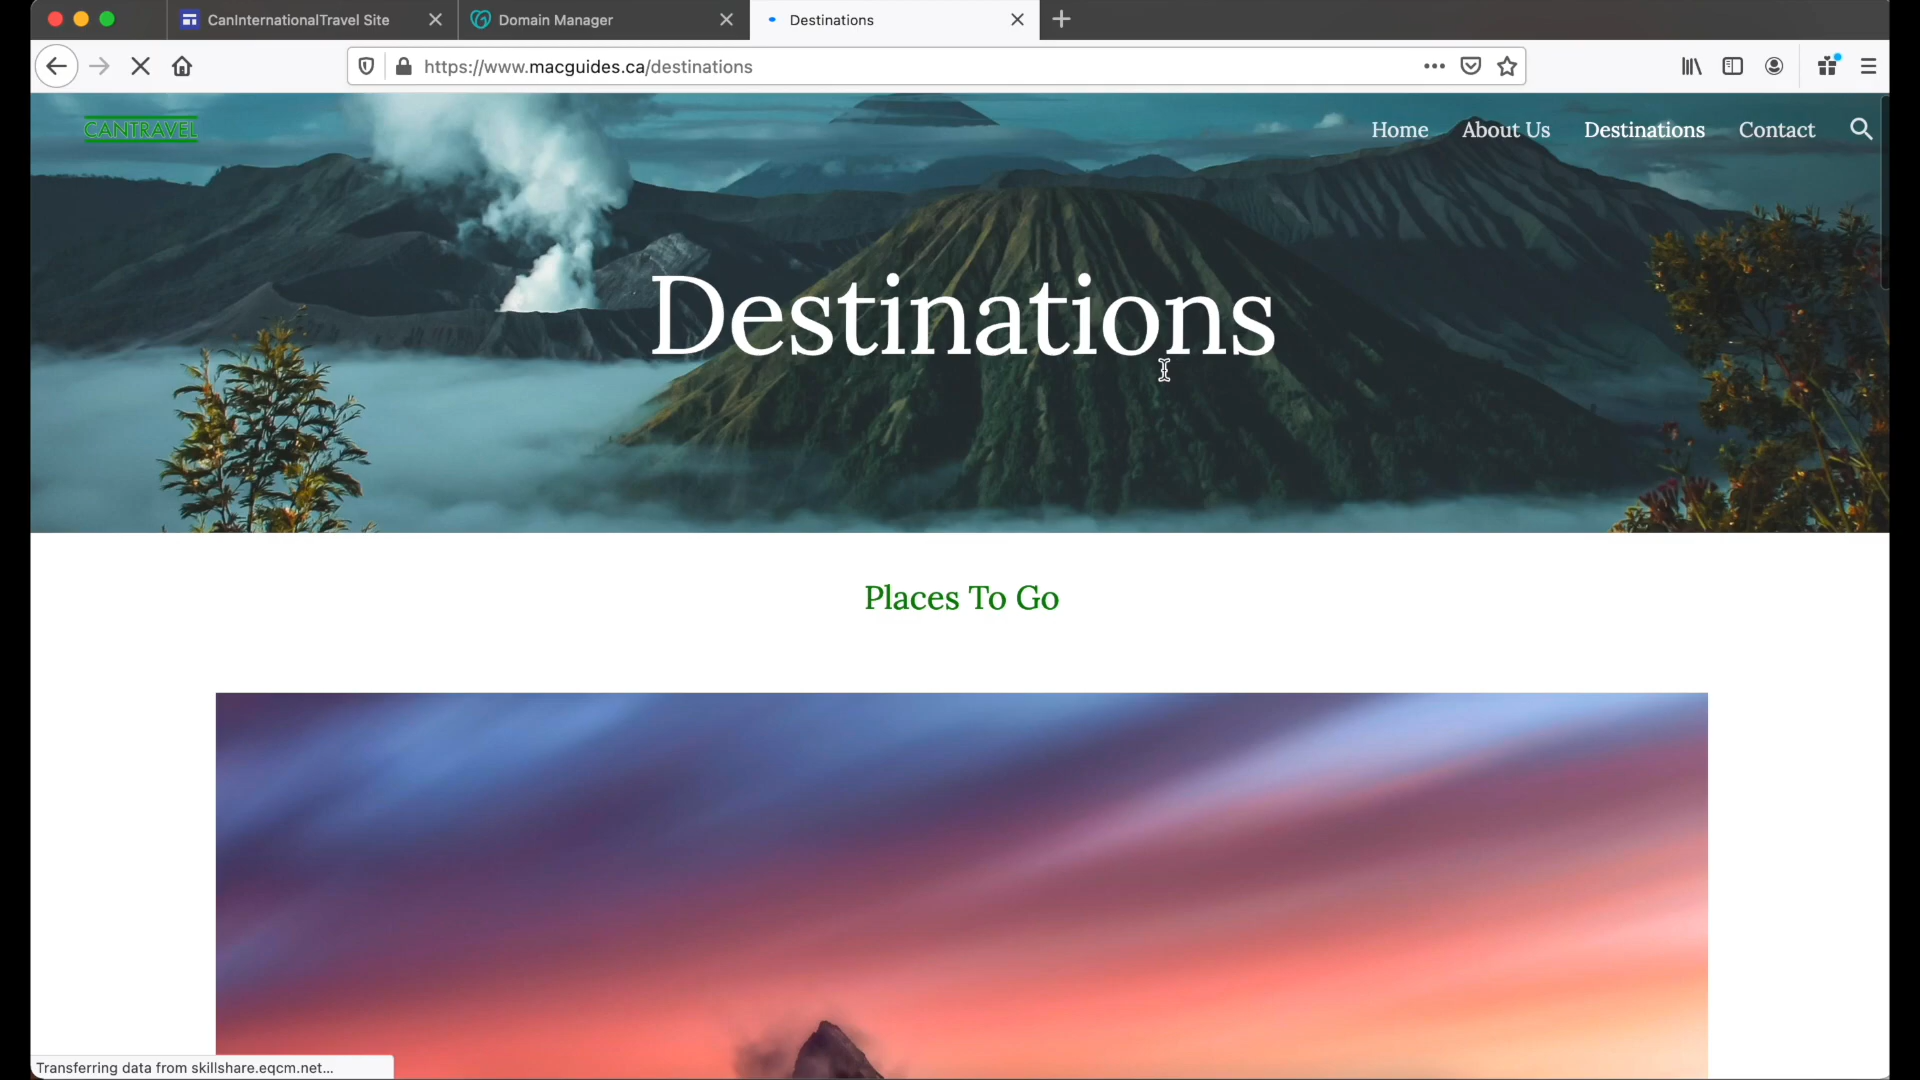 CanInternationalTravel Site
Domain Manager
Destinations
https://www.macguides.ca/destinations
CANTRAVEL
Home
About Us
Destinations
Contact
Destinations
Places To Go
Transferring data from skillshare.eqcm.net...